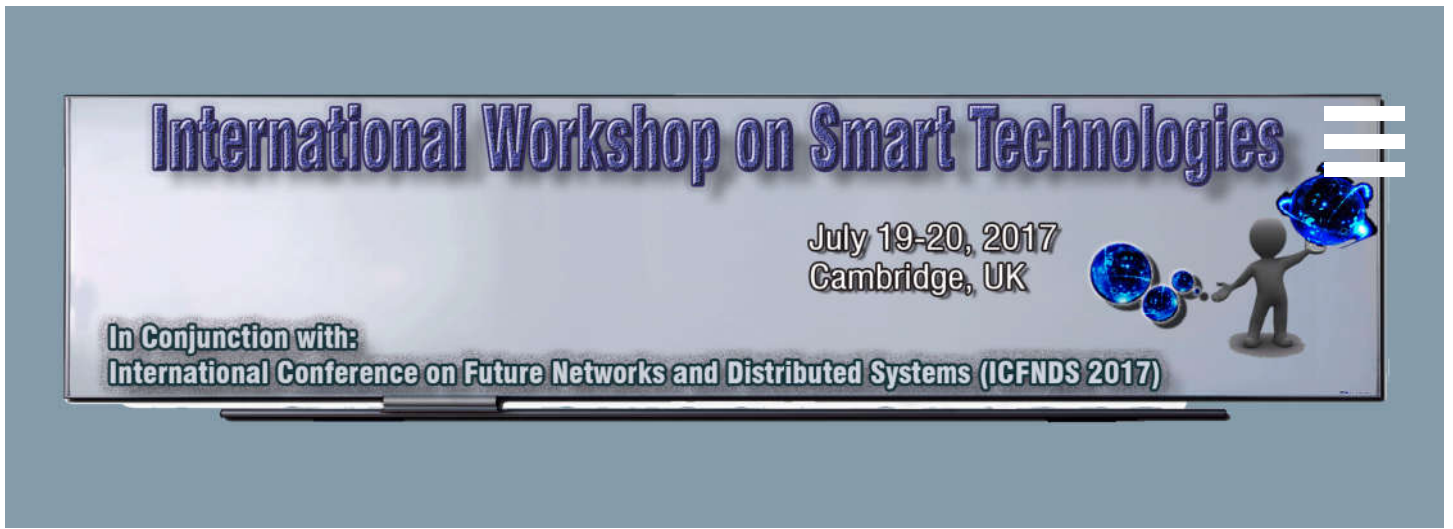 International Workshop on Smart Technologies
July 19-20, 2017
Cambridge, UK
In Conjunction with:
International Conference on Future Networks and Distributed Systems (ICFNDS 2017)